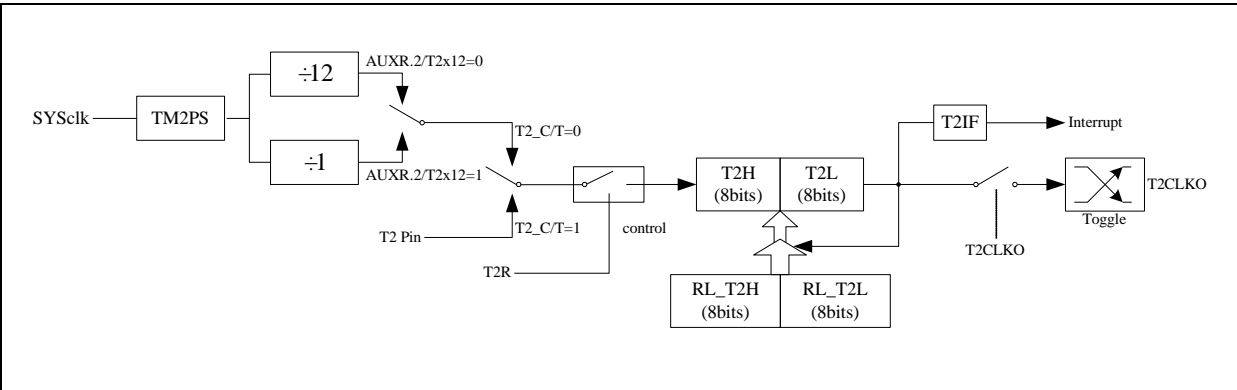 SYSclk
TM2PS
÷12
÷1
AUXR.2/T2x12=0
AUXR.2/T2x12=1
T2_C/T=0
T2_C/T=1
T2 Pin
T2R
control
T2H
(8bits)
T2L
(8bits)
RL_T2H
(8bits)
RL_T2L
(8bits)
T2IF
Interrupt
T2CLKO
Toggle
T2CLKO